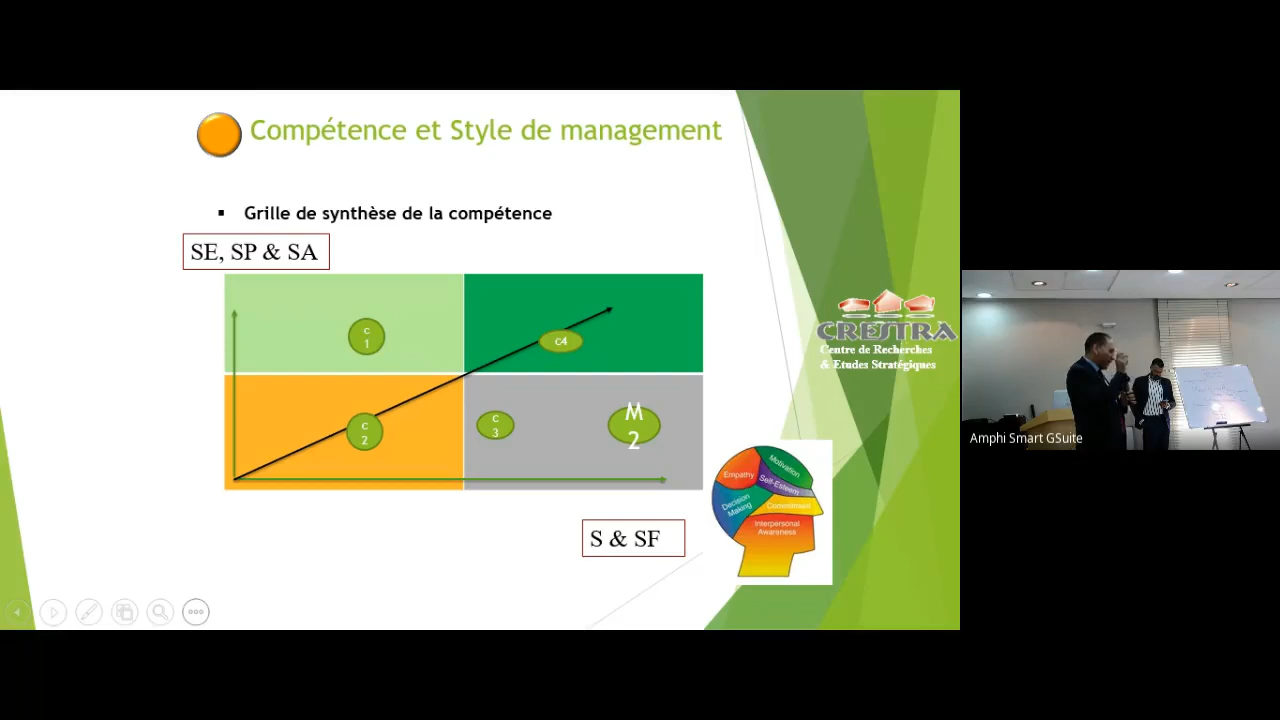 Compétence et Style de management
▪ Grille de synthèse de la compétence
SE, SP & SA
c
1
c4
c
2
c
3
M
2
S & SF
CRESTRA
Centre de Recherches
& Etudes Stratégiques
Motivation
Empathy
Self-Esteem
Decision
Making
Commitment
Interpersonal
Awareness
Amphi Smart GSuite